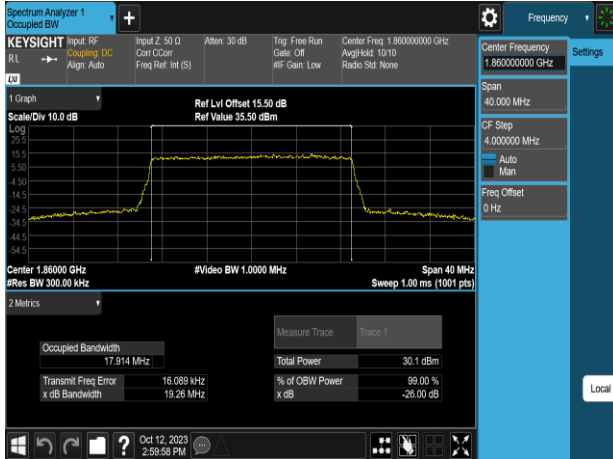 Spectrum Analyzer 1
Occupied BW
+
Frequency
KEYSIGHT
RL
LXI
Input: RF
Coupling: DC
Align: Auto
Input Z: 50 Ω
Corr CCorr
Freq Ref: Int (S)
Atten: 30 dB
Trig: Free Run
Gate: Off
#IF Gain: Low
Center Freq: 1.860000000 GHz
Avg|Hold: 10/10
Radio Std: None
Center Frequency
1.860000000 GHz
Settings
Span
40.000 MHz
CF Step
4.000000 MHz
Auto
Man
Freq Offset
0 Hz
Local
1 Graph
Scale/Div 10.0 dB
Ref Lvl Offset 15.50 dB
Ref Value 35.50 dBm
Log
25.5
15.5
5.50
-4.50
-14.5
-24.5
-34.5
-44.5
-54.5
Center 1.86000 GHz
#Video BW 1.0000 MHz
Span 40 MHz
#Res BW 300.00 kHz
Sweep 1.00 ms (1001 pts)
2 Metrics
Measure Trace
Trace 1
Occupied Bandwidth
17.914 MHz
Total Power
30.1 dBm
Transmit Freq Error
16.089 kHz
% of OBW Power
99.00 %
x dB Bandwidth
19.26 MHz
x dB
-26.00 dB
?
Oct 12, 2023
2:59:58 PM